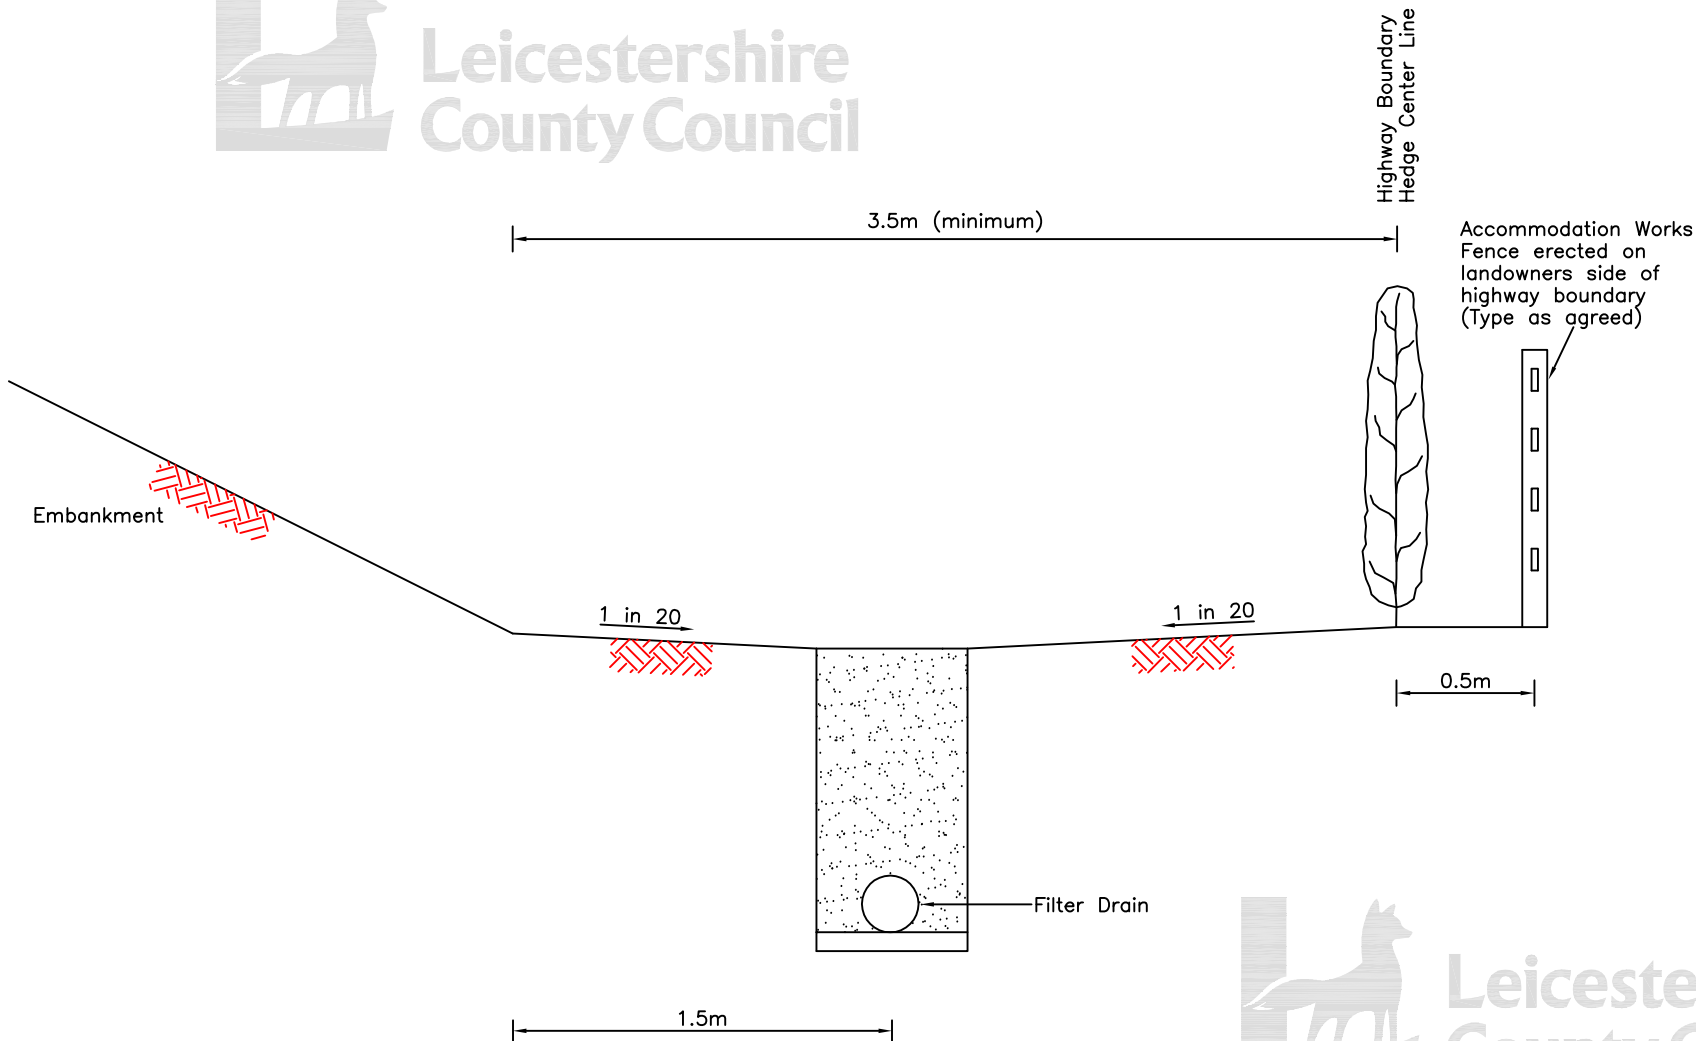 Leicestershire
County Council
Highway Boundary
Hedge Center Line
3.5m (minimum)
Accommodation Works
Fence erected on
landowners side of
highway boundary
(Type as agreed)
Embankment
1 in 20
1 in 20
0.5m
Filter Drain
1.5m
Leiceste
County C